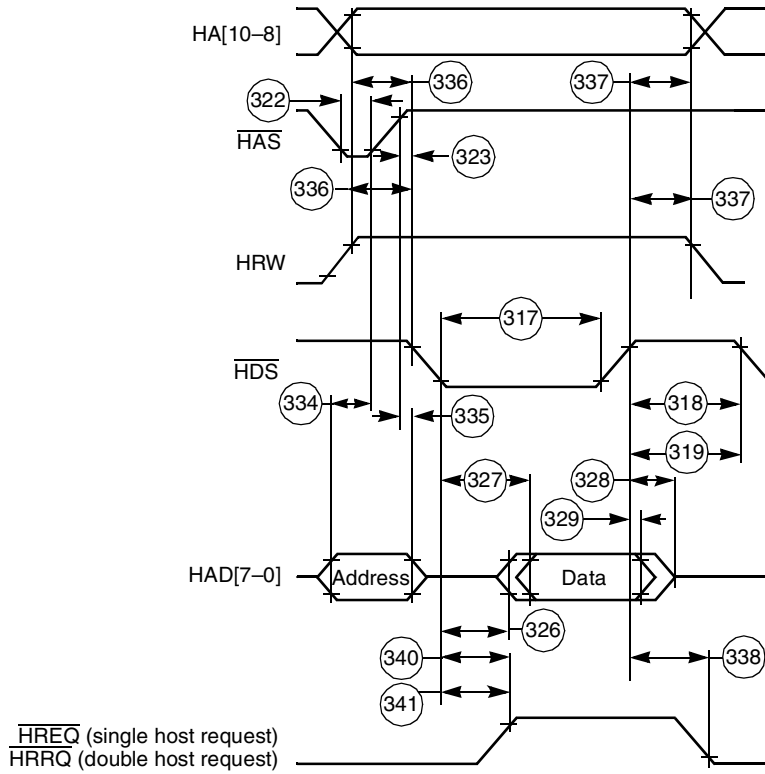 HA[10–8]
336
337
322
HAS
323
336
337
HRW
317
HDS
334
335
318
319
327
328
329
HAD[7–0]
Address
Data
326
340
338
341
HREQ (single host request)
HRRQ (double host request)